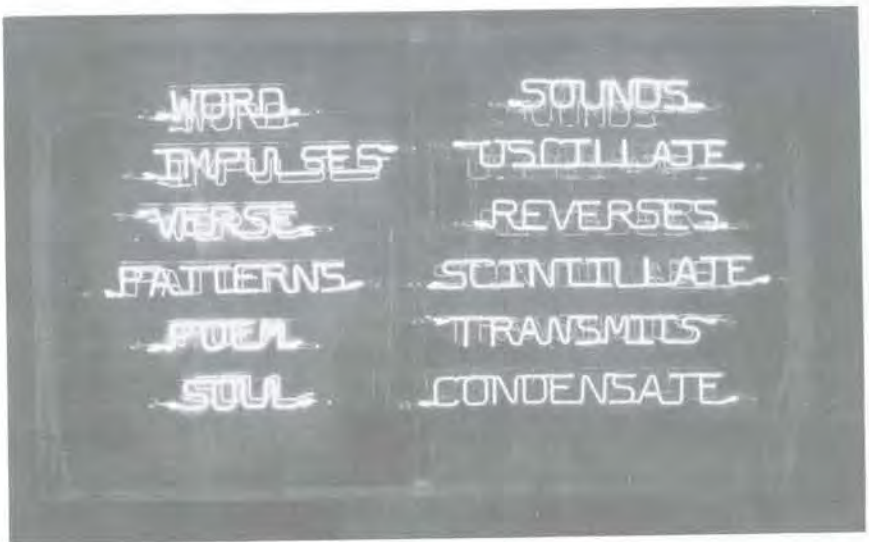 WORD SOUNDS
IMPULSES OSCILLATE
VERSE REVERSES
PATTERNS SCINTILLATE
POEM TRANSMITS
SOUL CONDENSATE